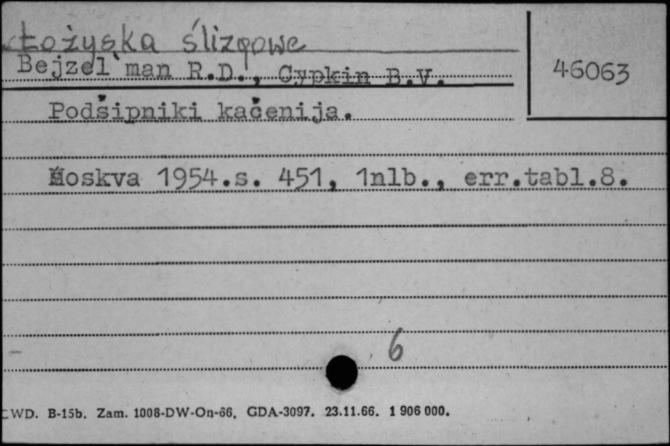 Łożyska ślizgowe
Bejzel'man R.D., Cypkin B.V.
46063
Podšipniki kačenija.
Moskva 1954.s. 451, 1nlb., err.tabl.8.
6
WD. B-15b. Zam. 1008-DW-On-66. GDA-3097. 23.11.66. 1 906 000.